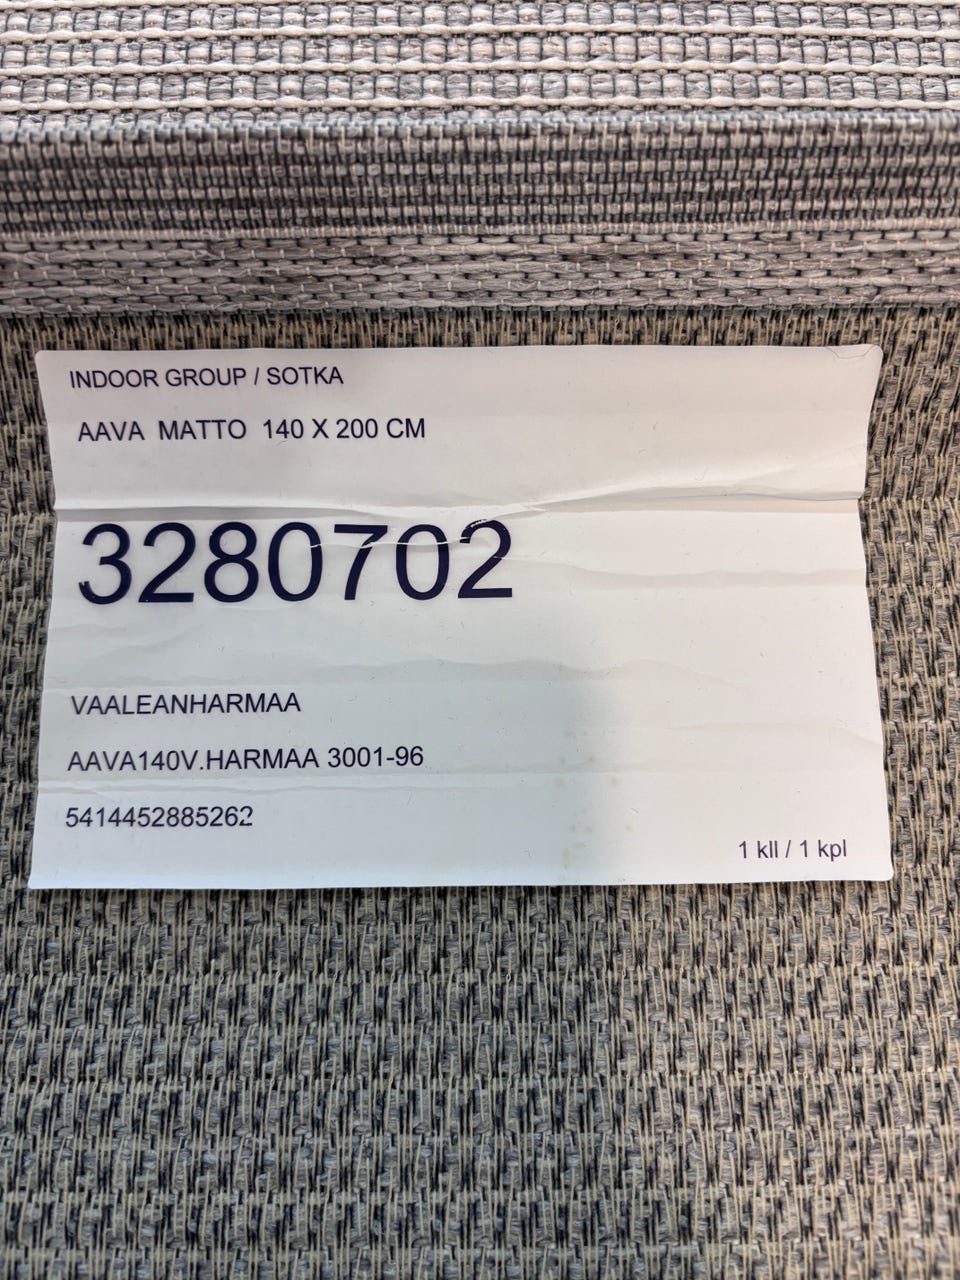 INDOOR GROUP / SOTKA
AAVA MATTO 140 X 200 CM
3280702
VAALEANHARMAA
AAVA140V.HARMAA 3001-96
5414452885262
1 kll / 1 kpl